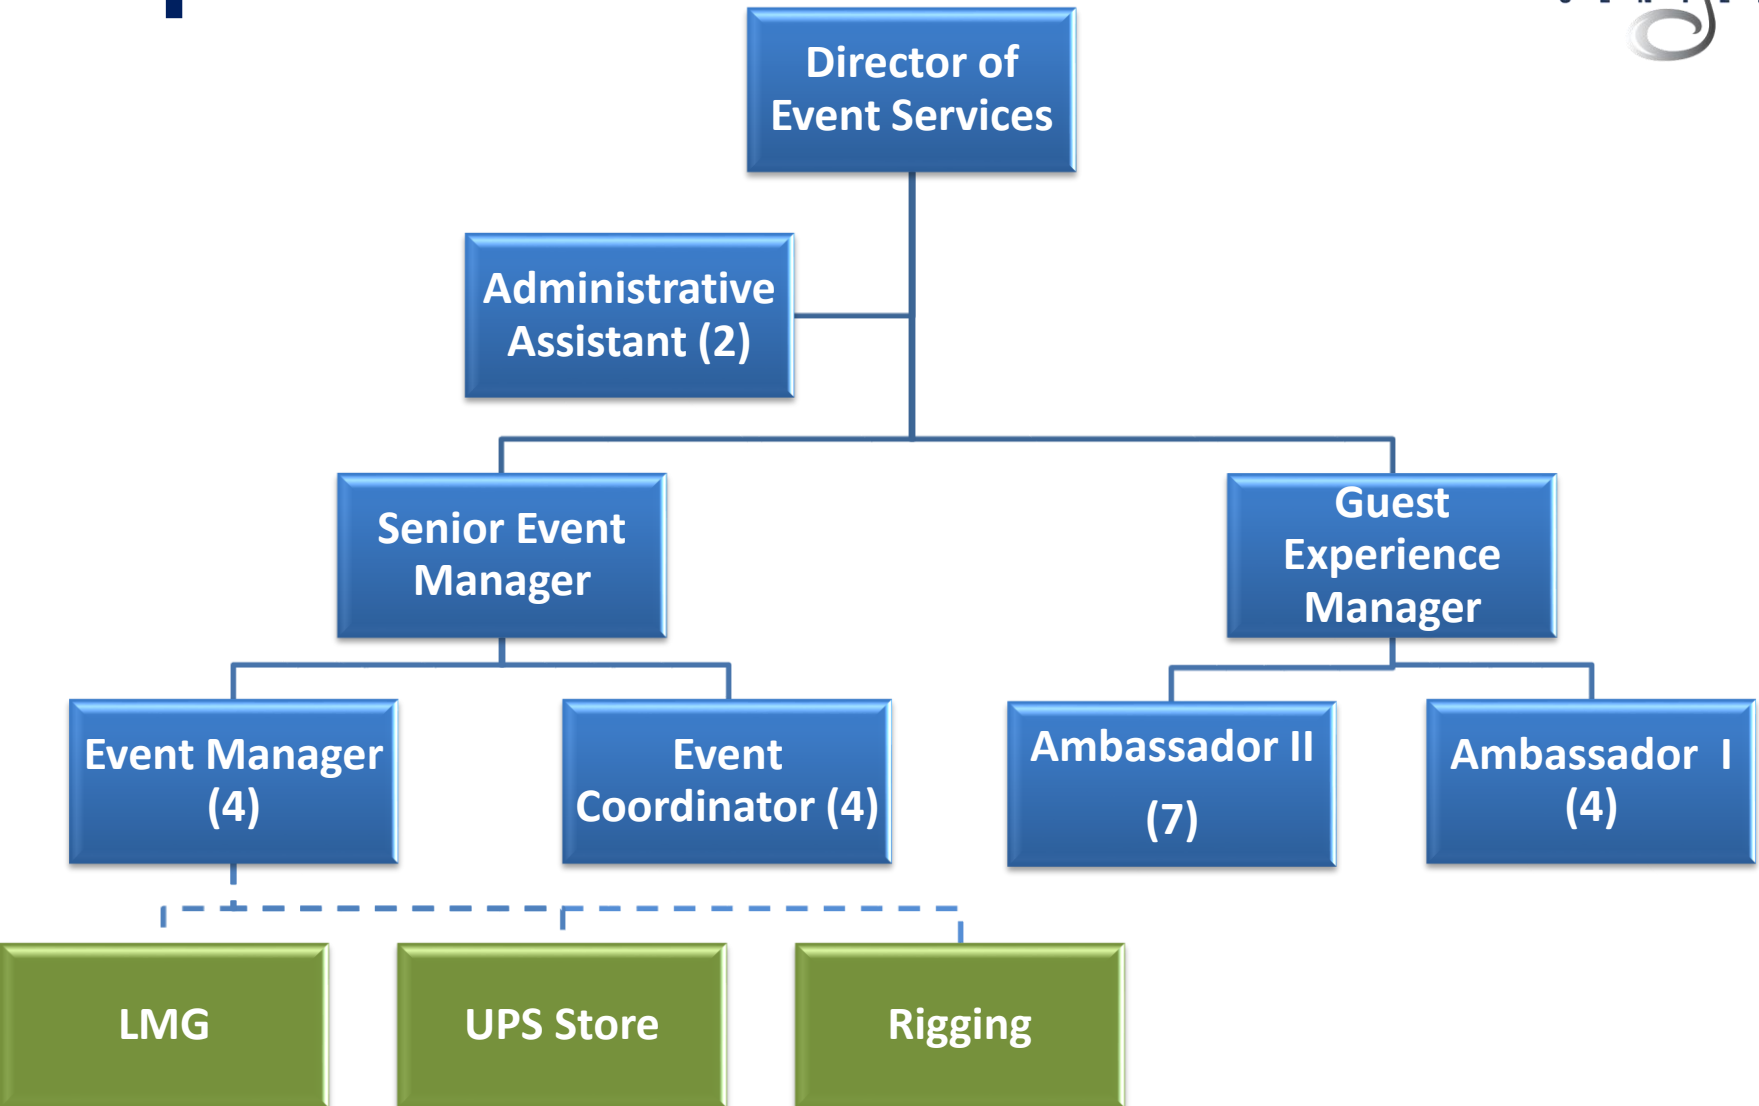 Director of
Event Services
Administrative
Assistant (2)
Senior Event
Manager
Guest
Experience
Manager
Event Manager
(4)
Event
Coordinator (4)
Ambassador II
(7)
Ambassador  I
(4)
LMG
UPS Store
Rigging